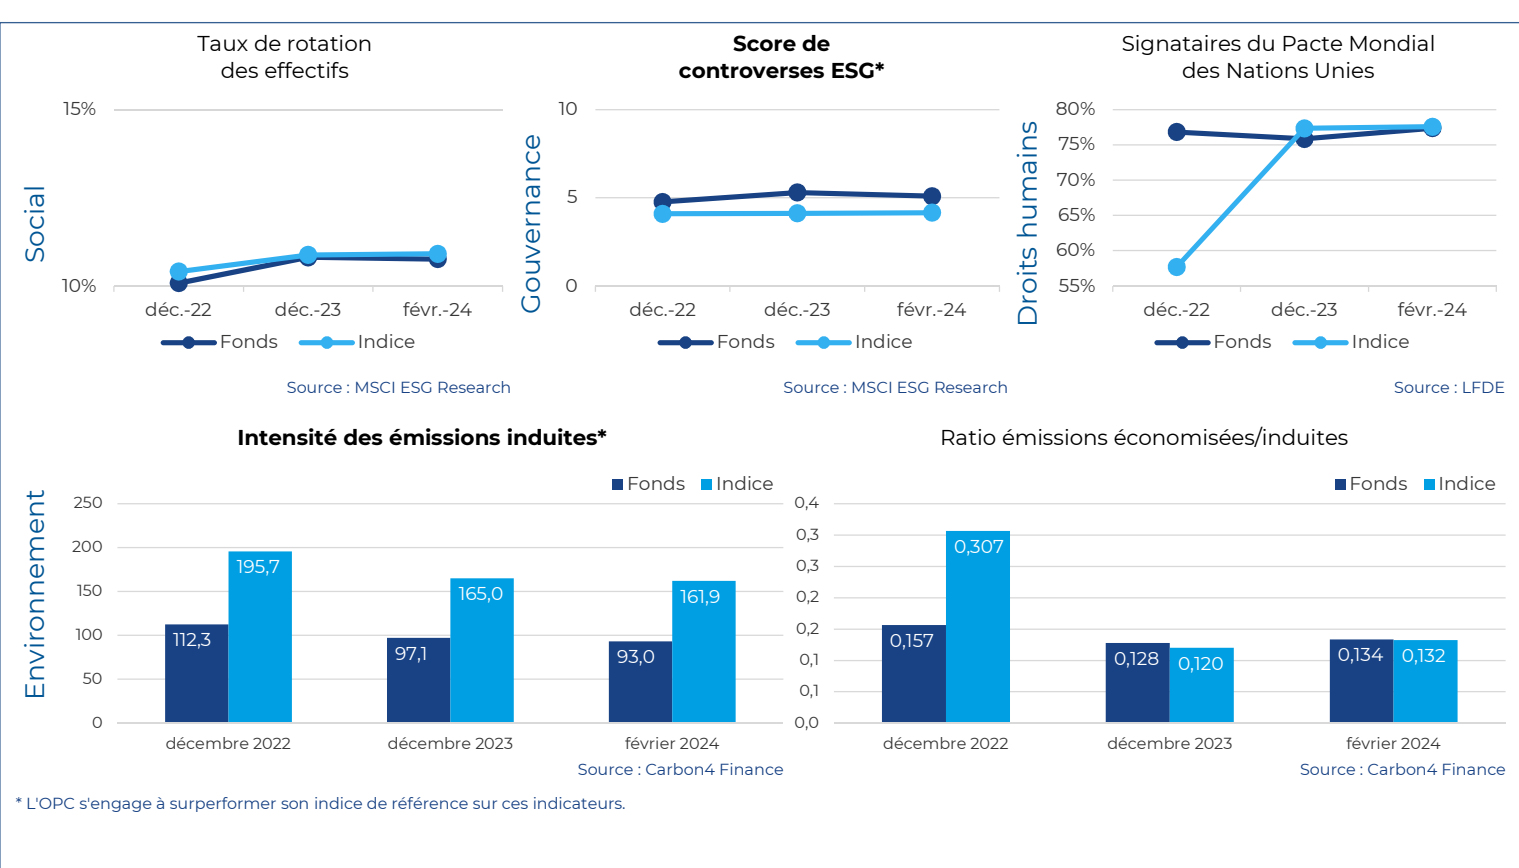 Taux de rotation
des effectifs
Social
15%
10%
déc.-22 déc.-23 févr.-24
Fonds Indice
Source : MSCI ESG Research
Score de
controverses ESG*
Gouvernance
10
5
0
déc.-22 déc.-23 févr.-24
Fonds Indice
Source : MSCI ESG Research
Signataires du Pacte Mondial
des Nations Unies
Droits humains
80%
75%
70%
65%
60%
55%
déc.-22 déc.-23 févr.-24
Fonds Indice
Source : LFDE
Intensité des émissions induites*
Environnement
Fonds Indice
250
200
150
100
50
0
112,3 195,7
97,1 165,0
93,0 161,9
décembre 2022 décembre 2023 février 2024
Source : Carbon4 Finance
Ratio émissions économisées/induites
Fonds Indice
0,4
0,3
0,3
0,2
0,2
0,1
0,1
0,0
0,157 0,307
0,128 0,120
0,134 0,132
décembre 2022 décembre 2023 février 2024
Source : Carbon4 Finance
* L'OPC s'engage à surperformer son indice de référence sur ces indicateurs.